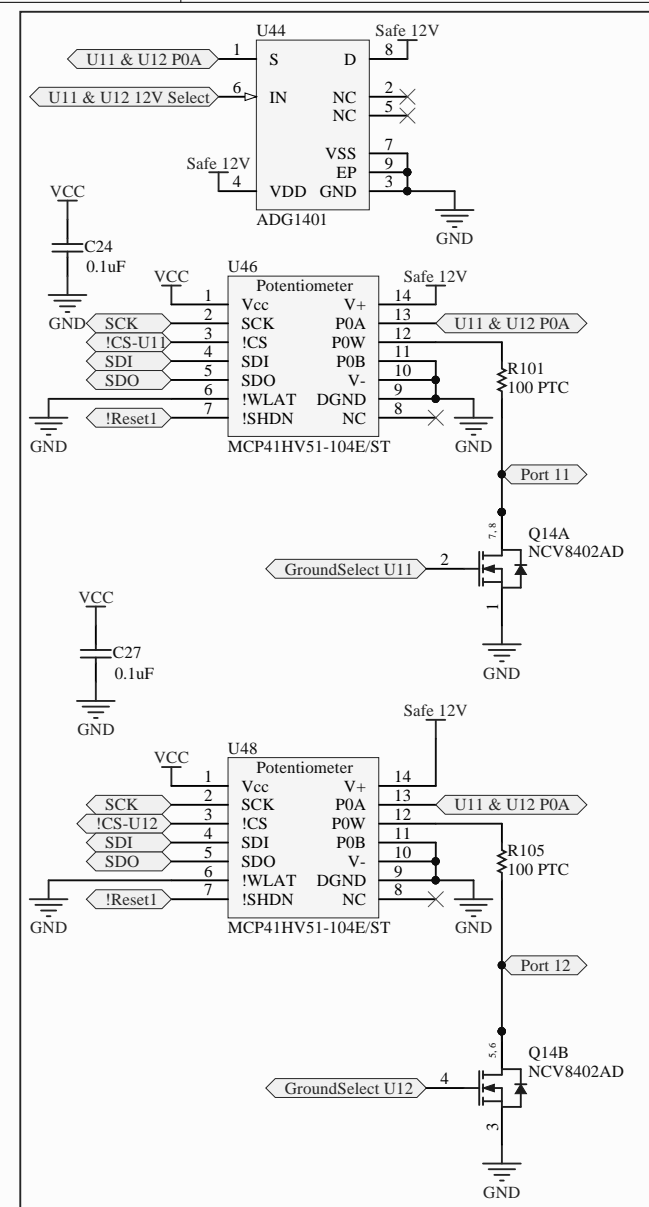 U44
Safe 12V
U11 & U12 P0A 1 S D 8
U11 & U12 12V Select 6 IN NC 2
NC 5
VSS 7
Safe 12V EP 9
4 VDD GND 3
ADG1401
GND
VCC
C24
0.1uF
GND
U46
VCC Potentiometer Safe 12V
1 Vcc V+ 14
SCK 2 SCK P0A 13 U11 & U12 P0A
!CS-U11 3 !CS P0W 12
SDI 4 SDI P0B 11
SDO 5 SDO V- 10
6 !WLAT DGND 9
!Reset1 7 !SHDN NC 8
GND GND
MCP41HV51-104E/ST
R101
100 PTC
Port 11
7, 8
Q14A
NCV8402AD
GroundSelect U11 2
1
GND
VCC
C27
0.1uF
GND
Safe 12V
U48
VCC Potentiometer
1 Vcc V+ 14
SCK 2 SCK P0A 13 U11 & U12 P0A
!CS-U12 3 !CS P0W 12
SDI 4 SDI P0B 11
SDO 5 SDO V- 10
6 !WLAT DGND 9
!Reset1 7 !SHDN NC 8
GND GND
MCP41HV51-104E/ST
R105
100 PTC
Port 12
5, 6
Q14B
NCV8402AD
GroundSelect U12 4
3
GND